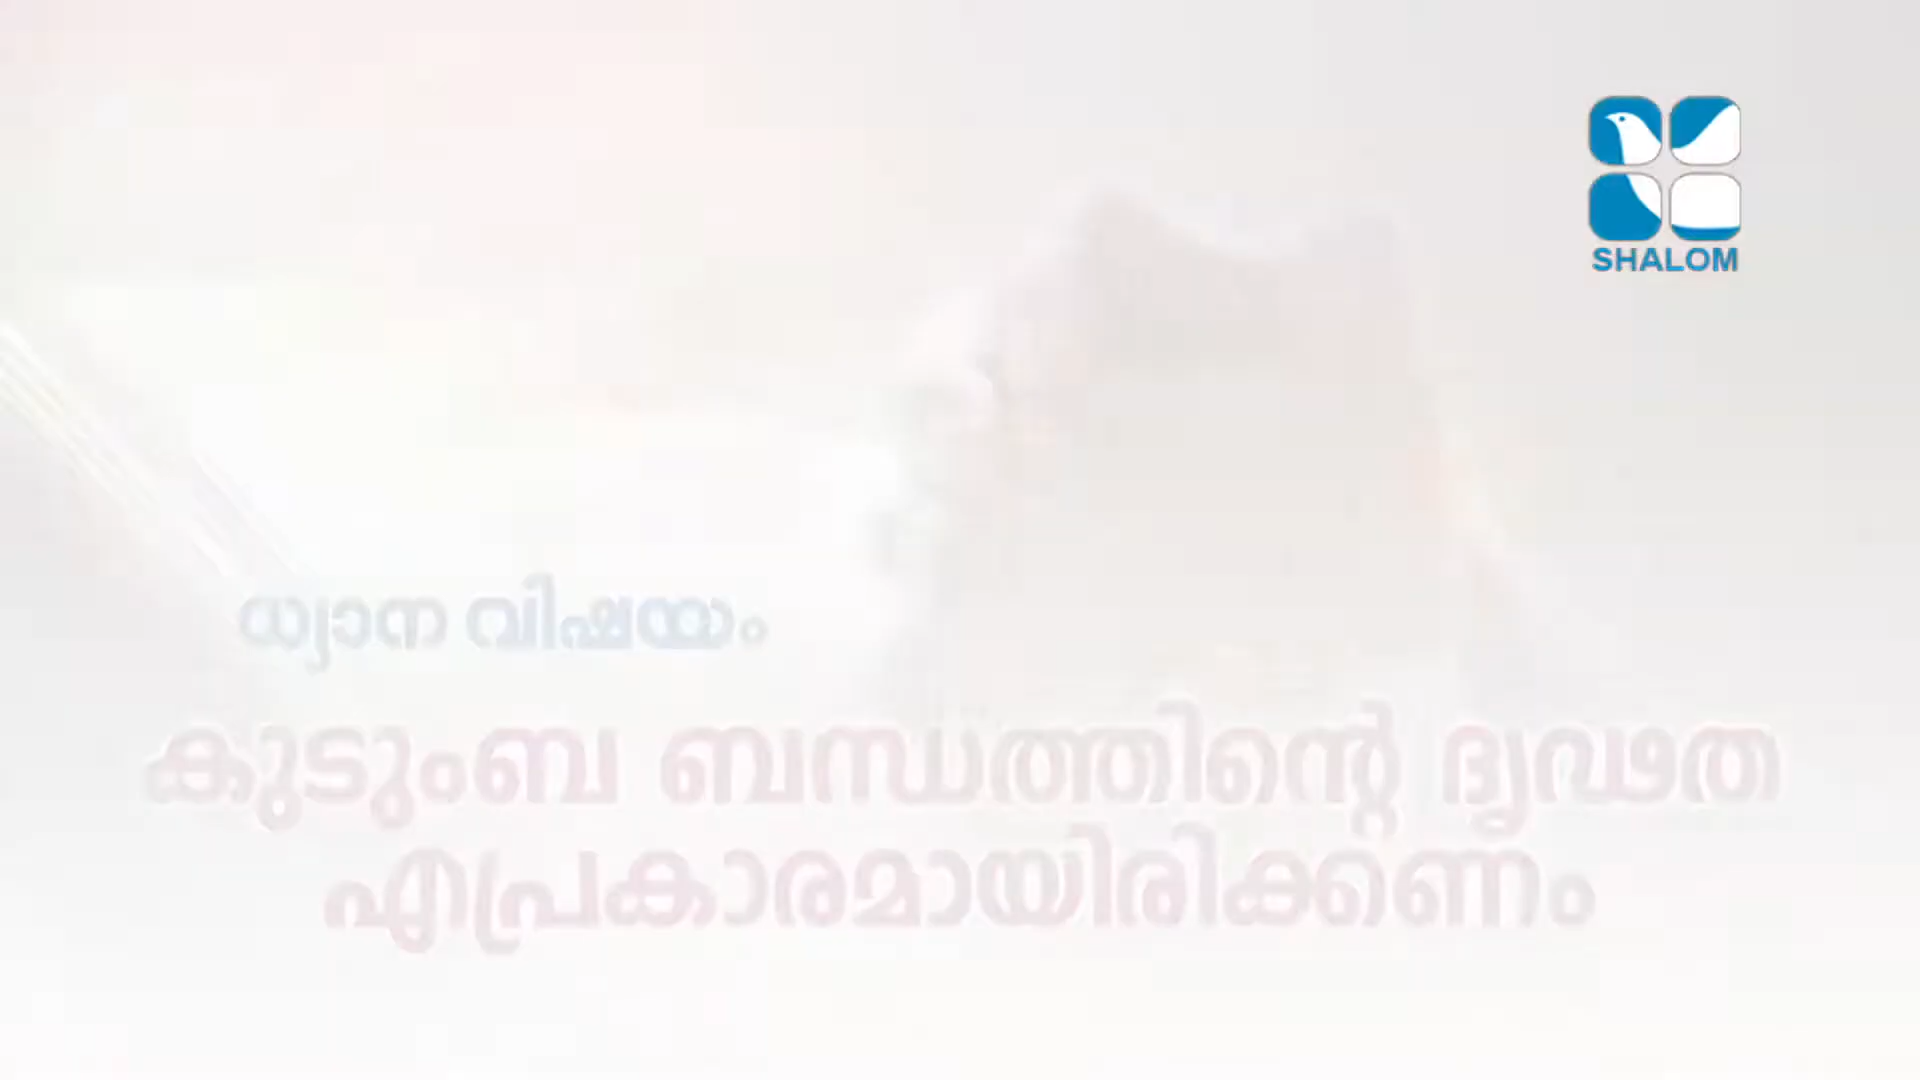 SHALOM
ധ്യാന വിഷയം
കുടുംബ ബന്ധത്തിന്റെ ദൃഢത
എപ്രകാരമായിരിക്കണം